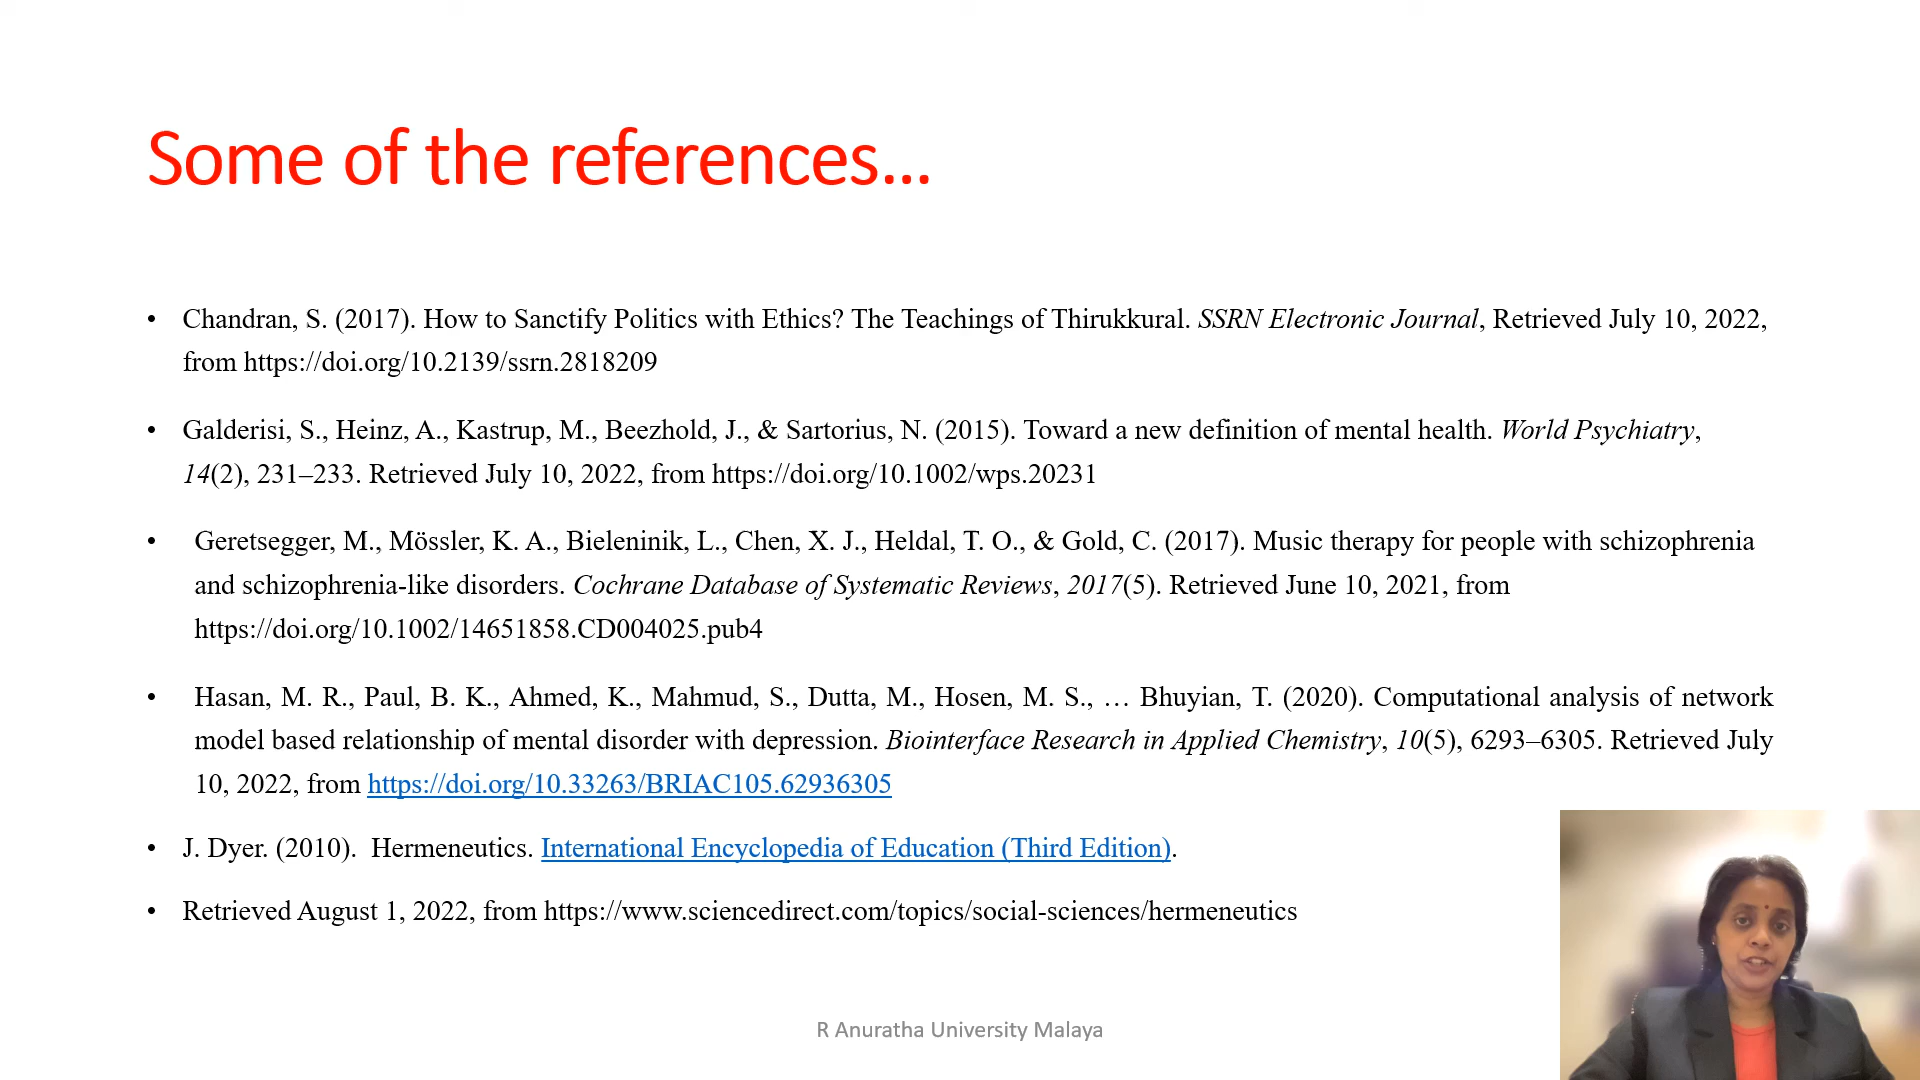 Some of the references...
• Chandran, S. (2017). How to Sanctify Politics with Ethics? The Teachings of Thirukkural. SSRN Electronic Journal, Retrieved July 10, 2022,
from https://doi.org/10.2139/ssrn.2818209
• Galderisi, S., Heinz, A., Kastrup, M., Beezhold, J., & Sartorius, N. (2015). Toward a new definition of mental health. World Psychiatry,
14(2), 231–233. Retrieved July 10, 2022, from https://doi.org/10.1002/wps.20231
• Geretsegger, M., Mössler, K. A., Bieleninik, L., Chen, X. J., Heldal, T. O., & Gold, C. (2017). Music therapy for people with schizophrenia
and schizophrenia-like disorders. Cochrane Database of Systematic Reviews, 2017(5). Retrieved June 10, 2021, from
https://doi.org/10.1002/14651858.CD004025.pub4
• Hasan, M. R., Paul, B. K., Ahmed, K., Mahmud, S., Dutta, M., Hosen, M. S., … Bhuyian, T. (2020). Computational analysis of network
model based relationship of mental disorder with depression. Biointerface Research in Applied Chemistry, 10(5), 6293–6305. Retrieved July
10, 2022, from https://doi.org/10.33263/BRIAC105.62936305
• J. Dyer. (2010). Hermeneutics. International Encyclopedia of Education (Third Edition).
• Retrieved August 1, 2022, from https://www.sciencedirect.com/topics/social-sciences/hermeneutics
R Anuratha University Malaya